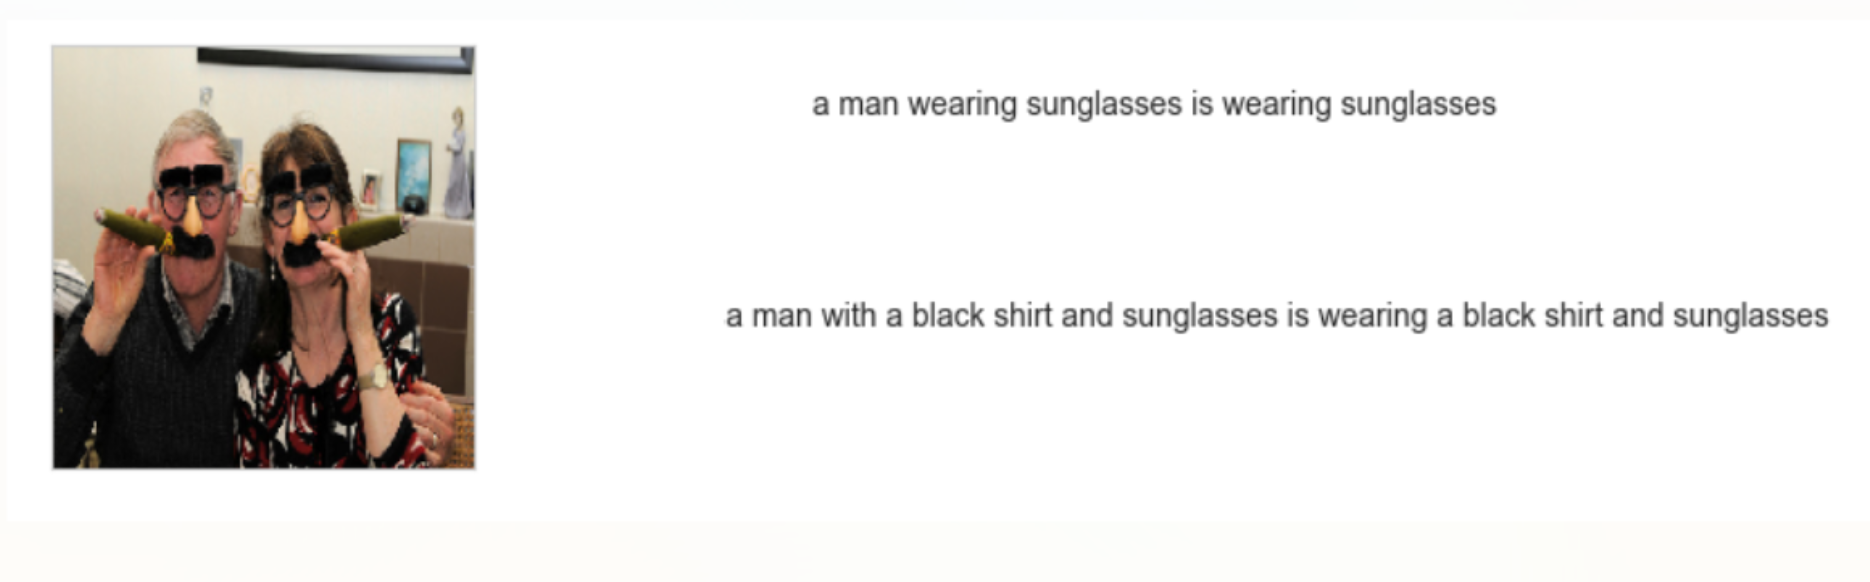 a man wearing sunglasses is wearing sunglasses
a man with a black shirt and sunglasses is wearing a black shirt and sunglasses